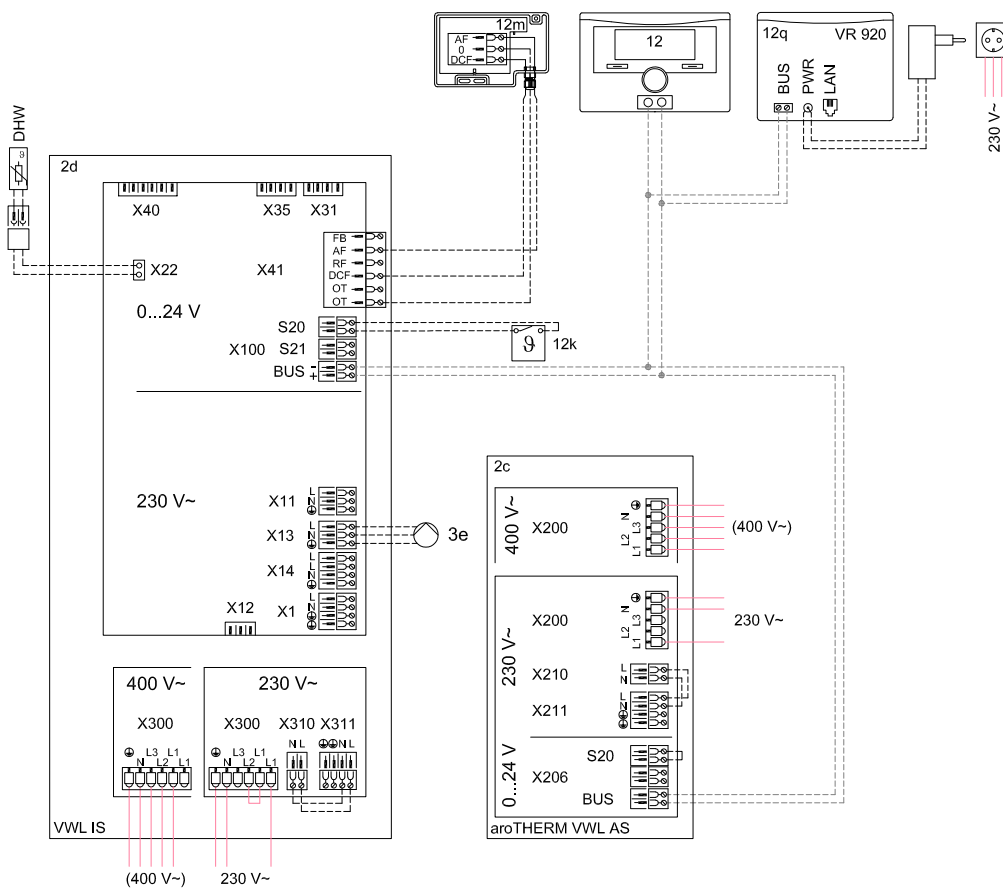 12m
AF
0
DCF
12
12q
VR 920
BUS
PWR
LAN
230 V~
DHW
ϑ
2d
X40
X35
X31
X22
X41
FB
AF
RF
DCF
OT
OT
0...24 V
S20
X100
S21
BUS
-
+
ϑ
12k
230 V~
X11
L
N
X13
L
N
3e
X14
L
L
N
X12
X1
L
N
400 V~
X300
L3
L1
N
L2
L1
230 V~
X300
X310
X311
L3
L1
N
L2
L1
N L
N L
VWL IS
(400 V~)
230 V~
2c
400 V~
X200
N
L3
L2
L1
(400 V~)
230 V~
X200
N
L3
L2
L1
230 V~
X210
L
N
X211
L
N
0...24 V
S20
X206
BUS
aroTHERM VWL AS